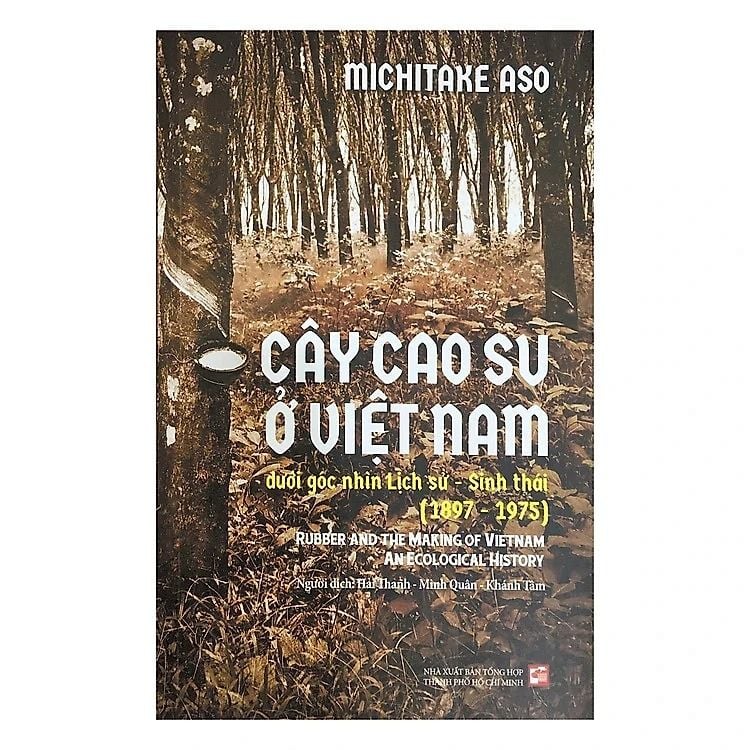 MICHITAKE ASO
CÂY CAO SU
Ở VIỆT NAM
dưới góc nhìn Lịch sử - Sinh thái
(1897 - 1975)
RUBBER AND THE MAKING OF VIETNAM
AN ECOLOGICAL HISTORY
Người dịch: Hải Thanh - Minh Quân - Khánh Tâm
NHÀ XUẤT BẢN TỔNG HỢP
THÀNH PHỐ HỒ CHÍ MINH